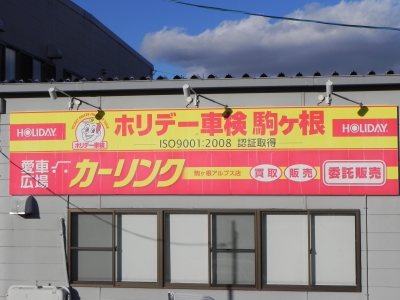 HOLIDAY
ホリデー車検
ホリデー車検 駒ヶ根
ISO9001:2008 認証取得
HOLIDAY
愛車広場 カーリンク
駒ヶ根アルプス店
買取 販売 委託販売